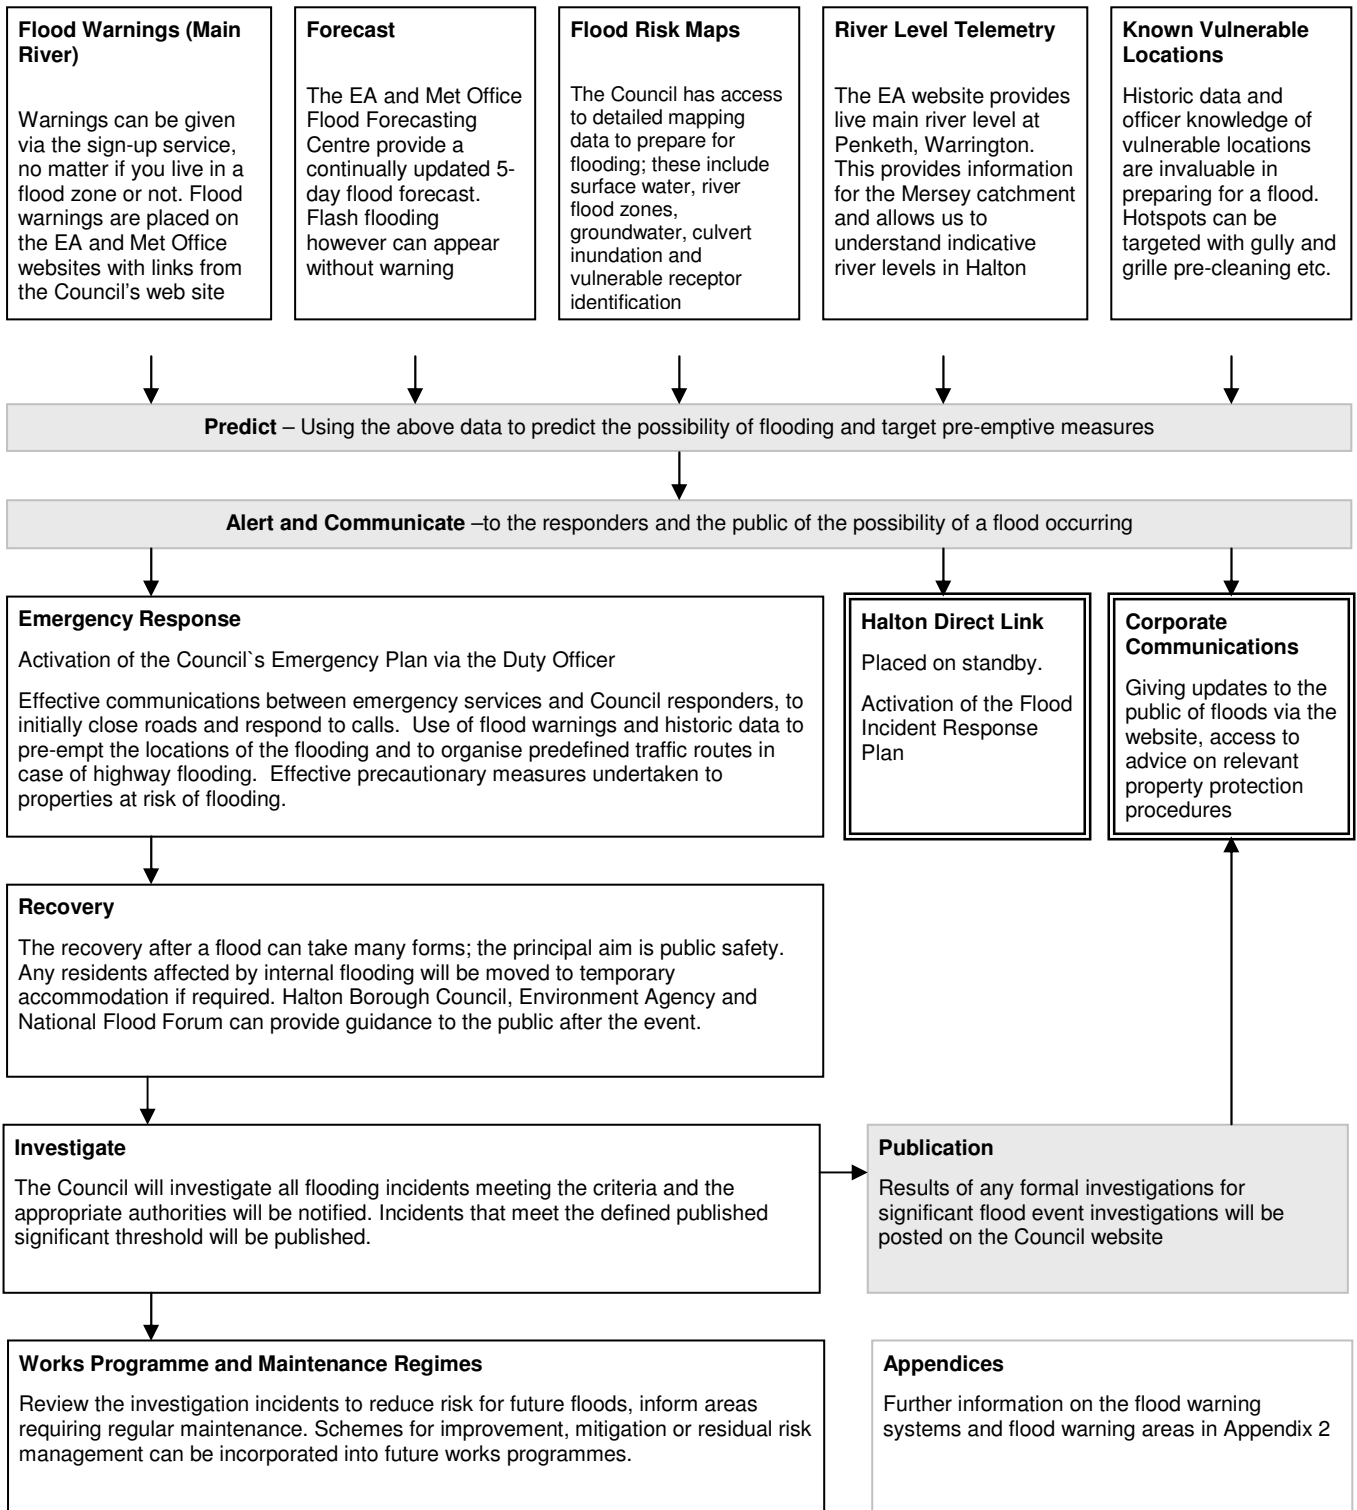 Flood Warnings (Main
River)
Warnings can be given
via the sign-up service,
no matter if you live in a
flood zone or not. Flood
warnings are placed on
the EA and Met Office
websites with links from
the Council's web site
Forecast
The EA and Met Office
Flood Forecasting
Centre provide a
continually updated 5-
day flood forecast.
Flash flooding
however can appear
without warning
Flood Risk Maps
The Council has access
to detailed mapping
data to prepare for
flooding; these include
surface water, river
flood zones,
groundwater, culvert
inundation and
vulnerable receptor
identification
River Level Telemetry
The EA website provides
live main river level at
Penketh, Warrington.
This provides information
for the Mersey catchment
and allows us to
understand indicative
river levels in Halton
Known Vulnerable
Locations
Historic data and
officer knowledge of
vulnerable locations
are invaluable in
preparing for a flood.
Hotspots can be
targeted with gully and
grille pre-cleaning etc.
Predict – Using the above data to predict the possibility of flooding and target pre-emptive measures
Alert and Communicate –to the responders and the public of the possibility of a flood occurring
Emergency Response
Activation of the Council`s Emergency Plan via the Duty Officer
Effective communications between emergency services and Council responders, to
initially close roads and respond to calls.  Use of flood warnings and historic data to
pre-empt the locations of the flooding and to organise predefined traffic routes in
case of highway flooding.  Effective precautionary measures undertaken to
properties at risk of flooding.
Halton Direct Link
Placed on standby.
Activation of the Flood
Incident Response
Plan
Corporate
Communications
Giving updates to the
public of floods via the
website, access to
advice on relevant
property protection
procedures
Recovery
The recovery after a flood can take many forms; the principal aim is public safety.
Any residents affected by internal flooding will be moved to temporary
accommodation if required. Halton Borough Council, Environment Agency and
National Flood Forum can provide guidance to the public after the event.
Investigate
The Council will investigate all flooding incidents meeting the criteria and the
appropriate authorities will be notified. Incidents that meet the defined published
significant threshold will be published.
Publication
Results of any formal investigations for
significant flood event investigations will be
posted on the Council website
Works Programme and Maintenance Regimes
Review the investigation incidents to reduce risk for future floods, inform areas
requiring regular maintenance. Schemes for improvement, mitigation or residual risk
management can be incorporated into future works programmes.
Appendices
Further information on the flood warning
systems and flood warning areas in Appendix 2